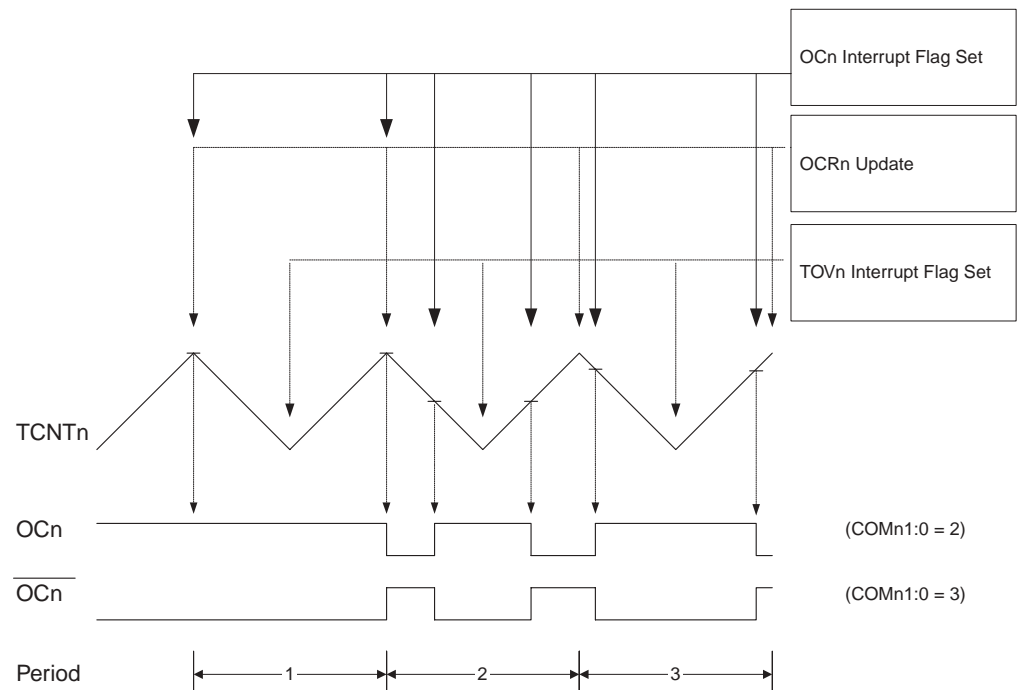 OCn Interrupt Flag Set
OCRn Update
TOVn Interrupt Flag Set
TCNTn
OCn
(COMn1:0 = 2)
OCn
(COMn1:0 = 3)
Period
1
2
3